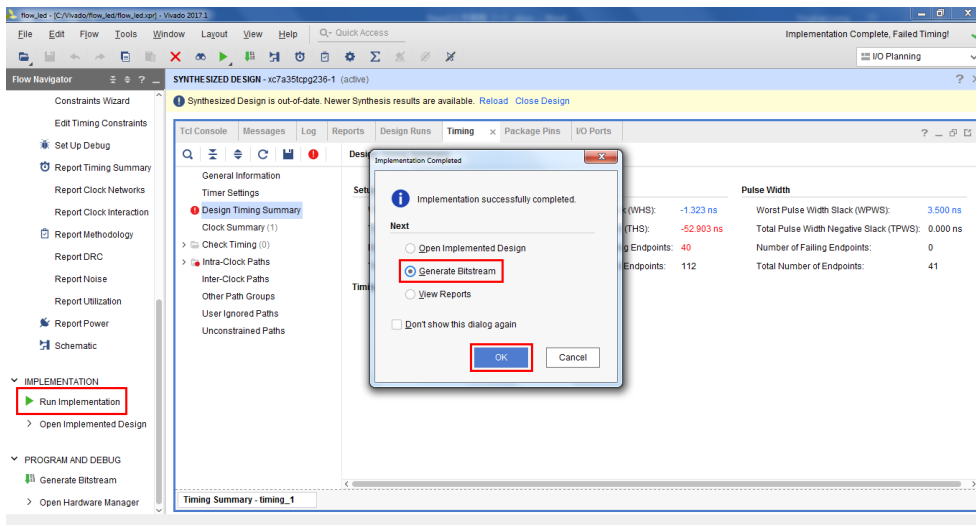 flow_led - [C:/Vivado/flow_led/flow_led.xpr] - Vivado 2017.1
File Edit Flow Tools Window Layout View Help Quick Access
Implementation Complete, Failed Timing!
I/O Planning
Flow Navigator
SYNTHESIZED DESIGN - xc7a35tcpg236-1 (active)
Synthesized Design is out-of-date. Newer Synthesis results are available. Reload Close Design
Constraints Wizard
Edit Timing Constraints
Set Up Debug
Report Timing Summary
Report Clock Networks
Report Clock Interaction
Report Methodology
Report DRC
Report Noise
Report Utilization
Report Power
Schematic
IMPLEMENTATION
Run Implementation
Open Implemented Design
PROGRAM AND DEBUG
Generate Bitstream
Open Hardware Manager
Tcl Console Messages Log Reports Design Runs Timing Package Pins I/O Ports
General Information
Timer Settings
Design Timing Summary
Clock Summary (1)
Check Timing (0)
Intra-Clock Paths
Inter-Clock Paths
Other Path Groups
User Ignored Paths
Unconstrained Paths
Implementation Completed
Implementation successfully completed.
Next
Open Implemented Design
Generate Bitstream
View Reports
Don't show this dialog again
OK Cancel
(WHS): -1.323 ns
(THS): -52.903 ns
Endpoints: 40
Endpoints: 112
Pulse Width
Worst Pulse Width Slack (WPWS): 3.500 ns
Total Pulse Width Negative Slack (TPWS): 0.000 ns
Number of Failing Endpoints: 0
Total Number of Endpoints: 41
Timing Summary - timing_1